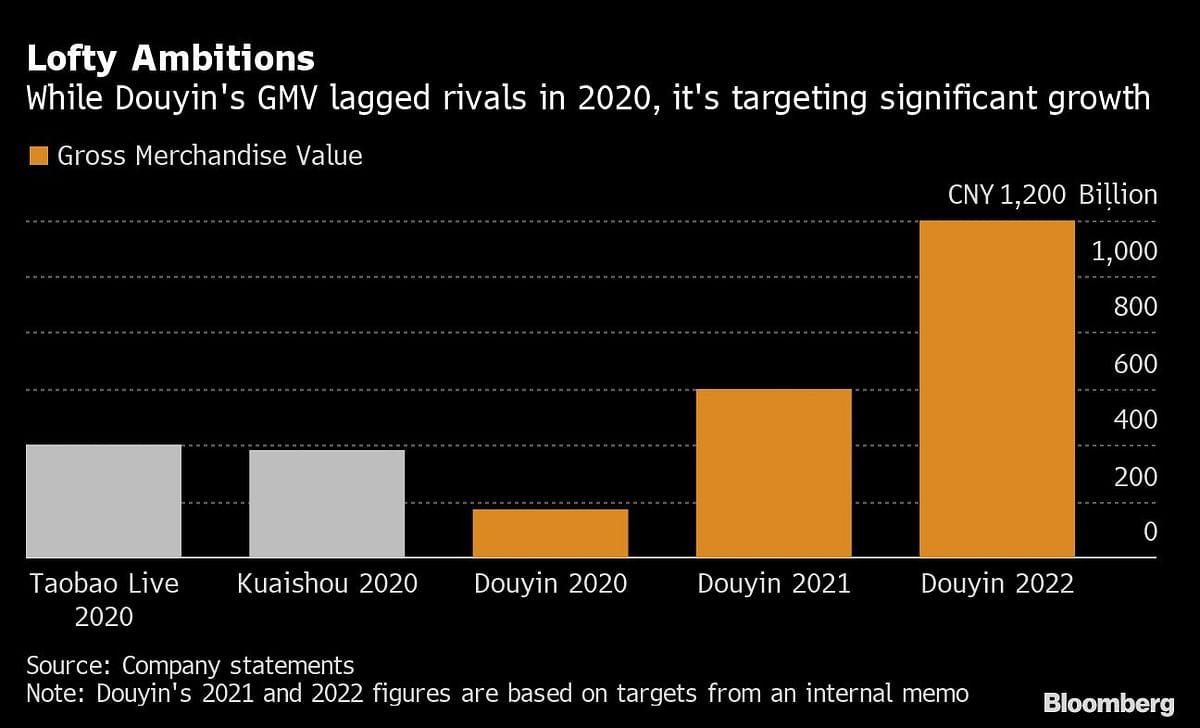 Lofty Ambitions
While Douyin's GMV lagged rivals in 2020, it's targeting significant growth
Gross Merchandise Value
CNY 1,200 Billion
1,000
800
600
400
200
0
Taobao Live
2020
Kuaishou 2020
Douyin 2020
Douyin 2021
Douyin 2022
Source: Company statements
Note: Douyin's 2021 and 2022 figures are based on targets from an internal memo
Bloomberg